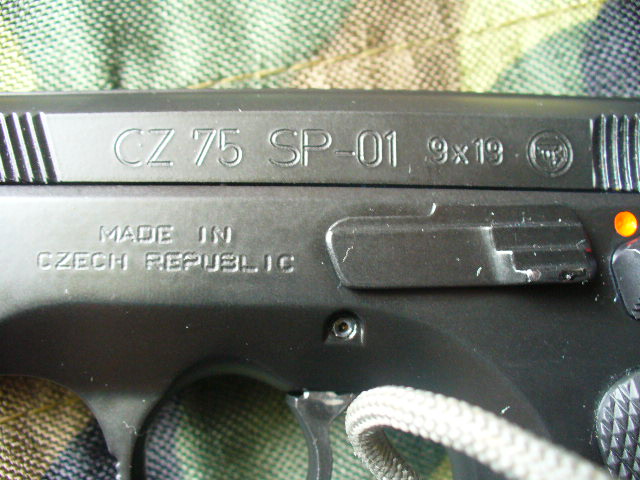 CZ 75 SP-01 9x19
MADE IN
CZECH REPUBLIC